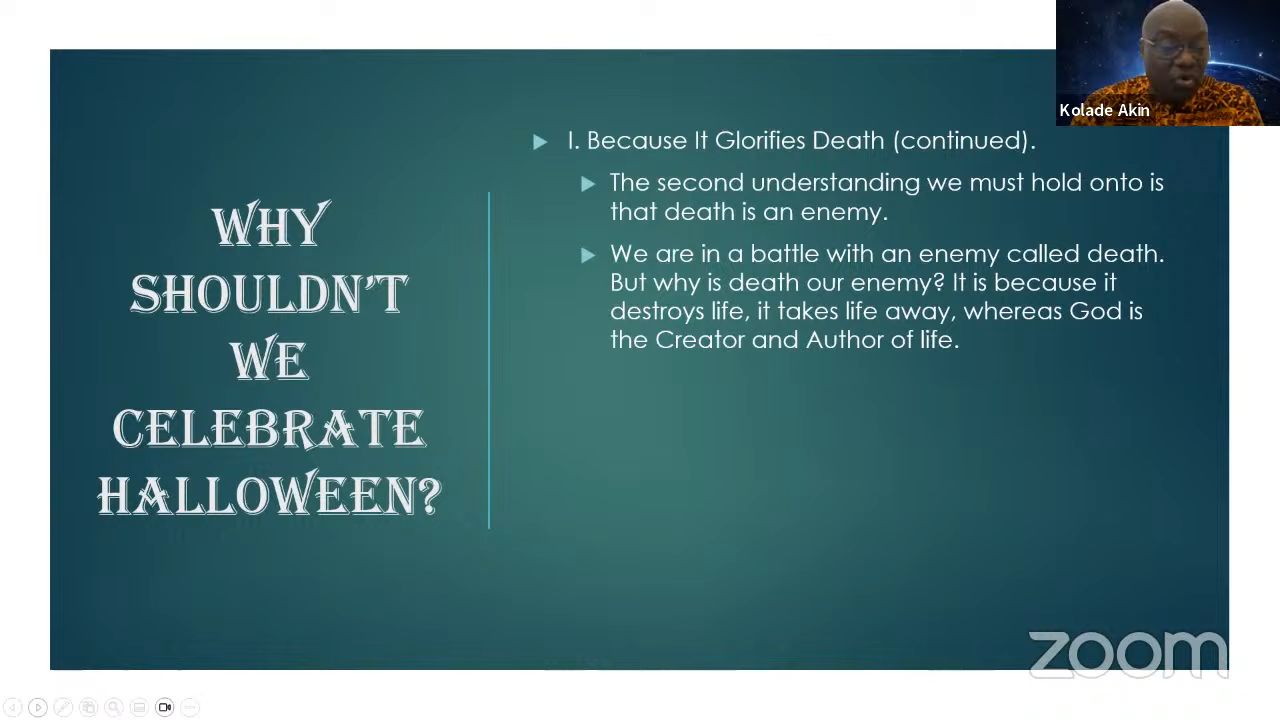 Kolade Akin
WHY
SHOULDN'T
WE
CELEBRATE
HALLOWEEN?
I. Because It Glorifies Death (continued).
The second understanding we must hold onto is
that death is an enemy.
We are in a battle with an enemy called death.
But why is death our enemy? It is because it
destroys life, it takes life away, whereas God is
the Creator and Author of life.
zoom